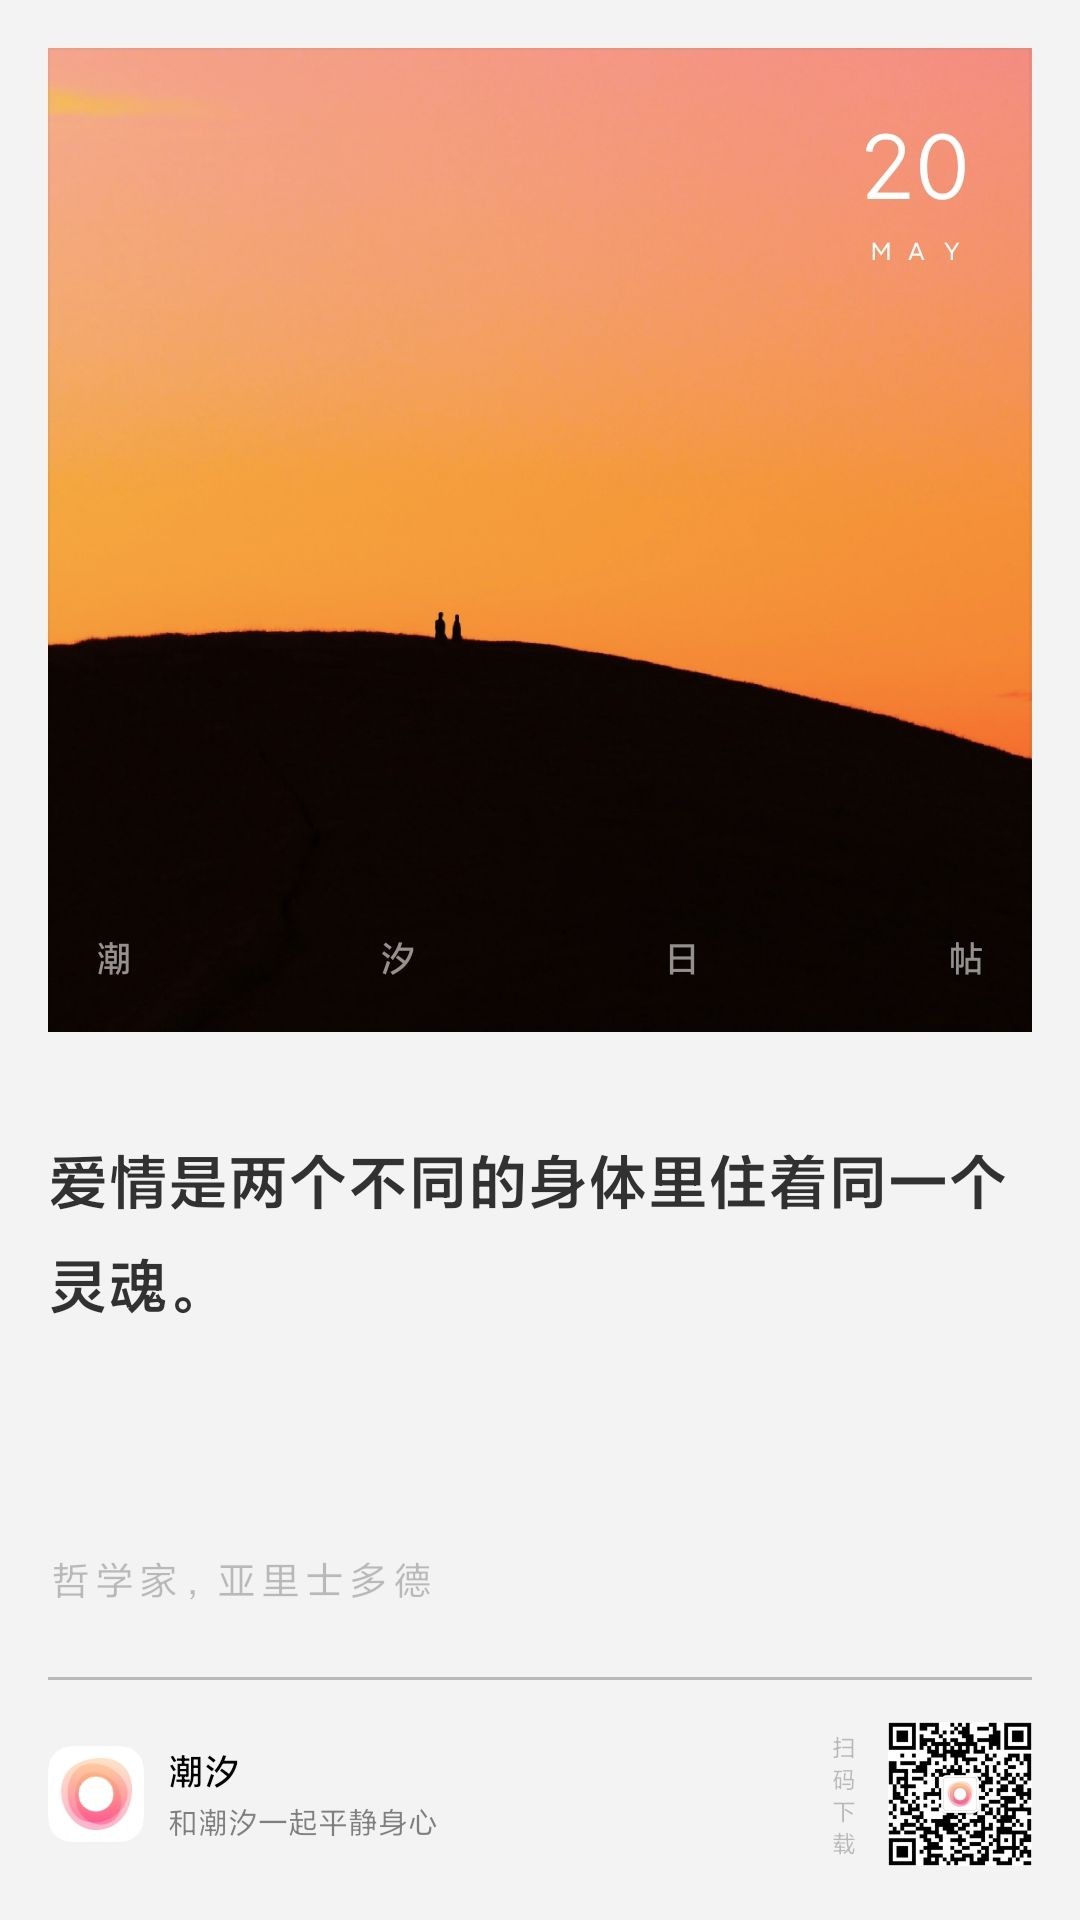 20
MAY
潮汐日帖
爱情是两个不同的身体里住着同一个
灵魂。
哲学家, 亚里士多德
潮汐
和潮汐一起平静身心
扫码下载